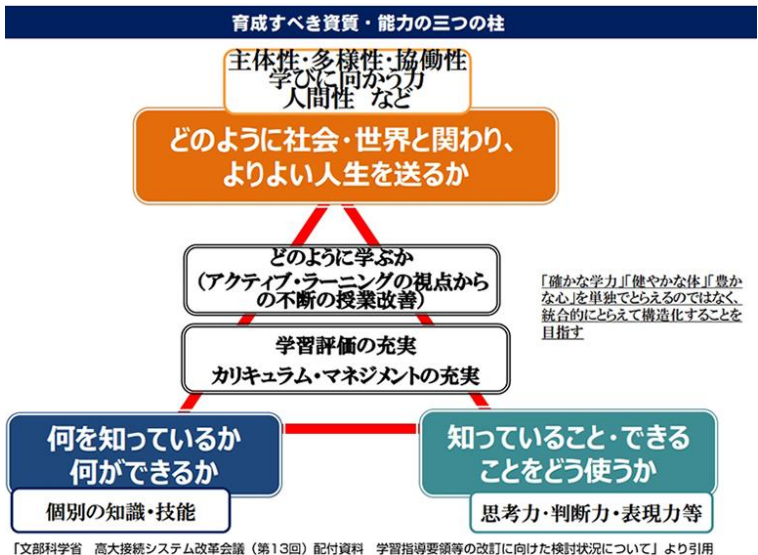 育成すべき資質・能力の三つの柱
主体性・多様性・協働性
学びに向かう力
人間性 など
どのように社会・世界と関わり、
よりよい人生を送るか
どのように学ぶか
(アクティブ・ラーニングの視点から
の不断の授業改善)
「確かな学力」「健やかな体」「豊か
な心」を単独でとらえるのではなく、
統合的にとらえて構造化することを
目指す
学習評価の充実
カリキュラム・マネジメントの充実
何を知っているか
何ができるか
個別の知識・技能
知っていること・できる
ことをどう使うか
思考力・判断力・表現力等
「文部科学省 高大接続システム改革会議(第13回)配付資料 学習指導要領等の改訂に向けた検討状況について」より引用